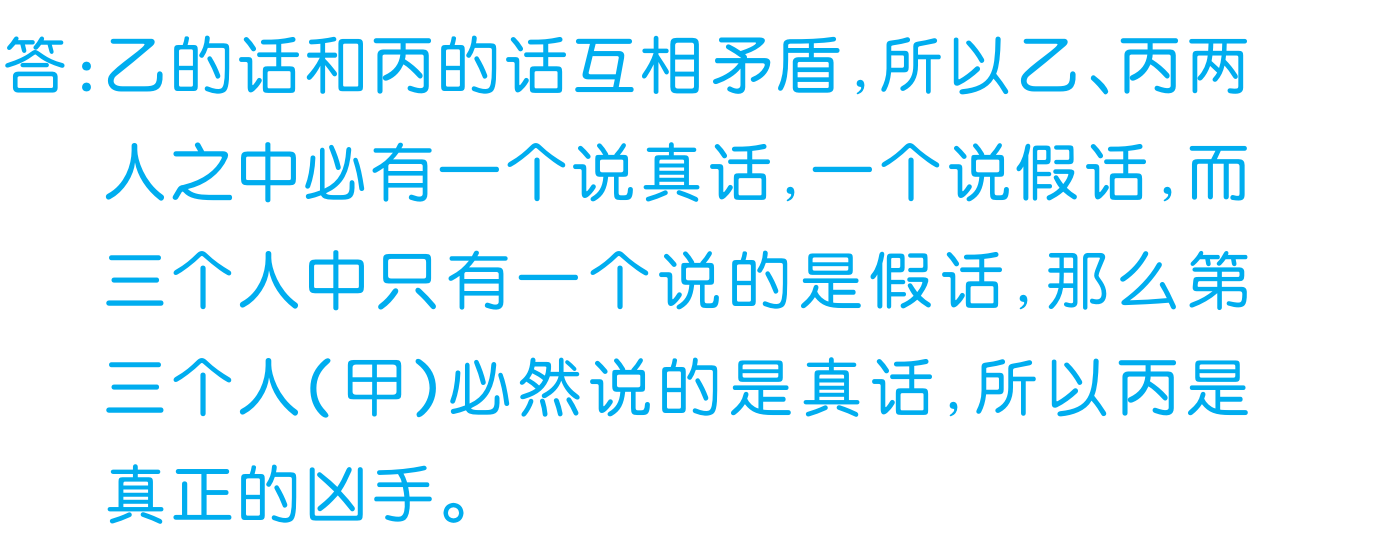 答:乙的话和丙的话互相矛盾,所以乙、丙两
人之中必有一个说真话,一个说假话,而
三个人中只有一个说的是假话,那么第
三个人(甲)必然说的是真话,所以丙是
真正的凶手。